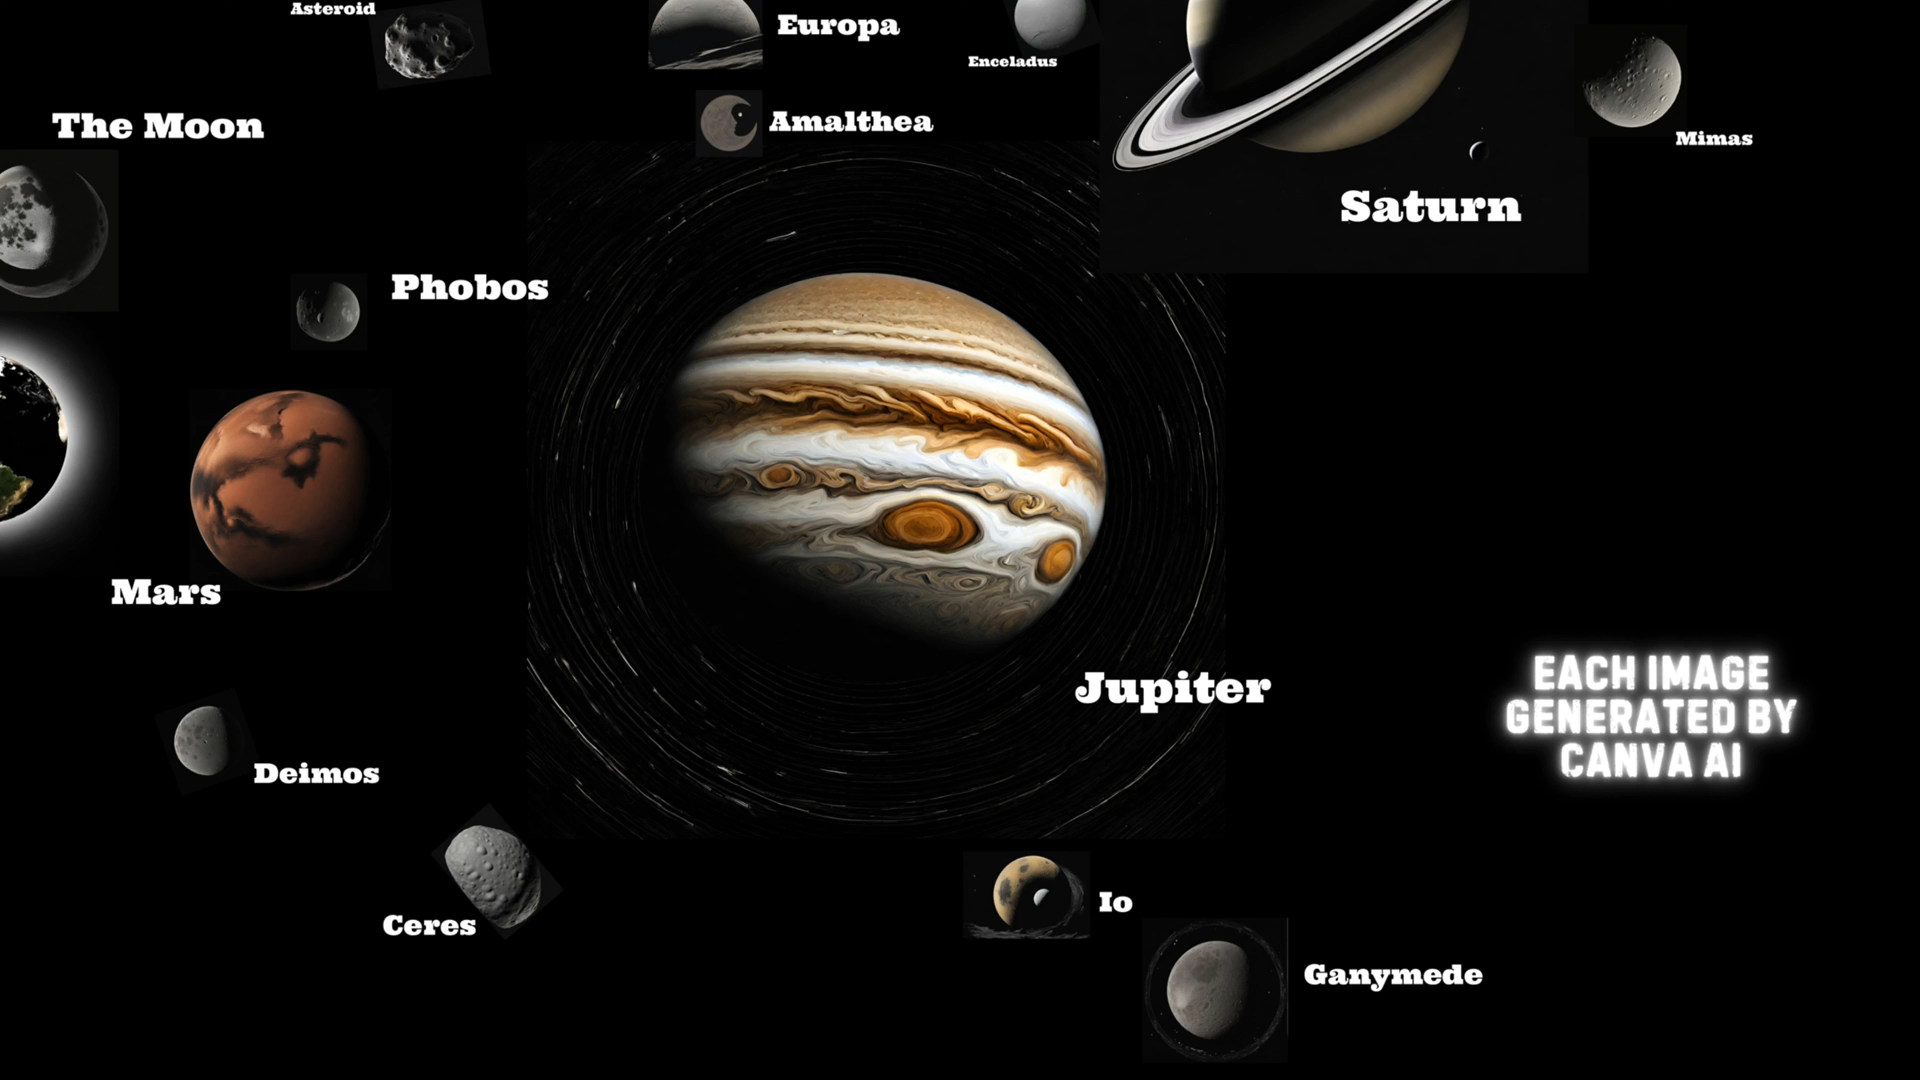 Asteroid
Europa
Enceladus
Amalthea
The Moon
Mimas
Saturn
Phobos
Mars
Jupiter
EACH IMAGE
GENERATED BY
CANVA AI
Deimos
Ceres
Io
Ganymede